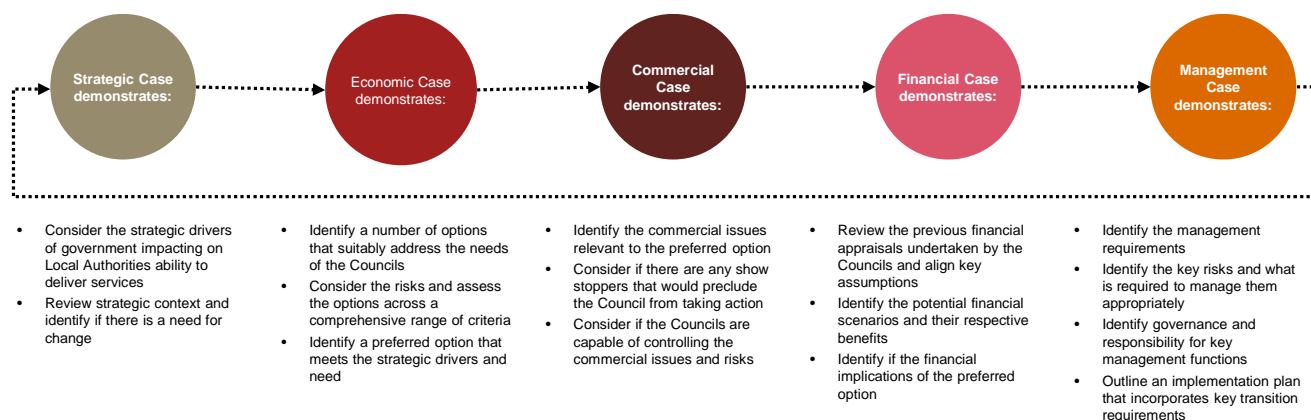 Strategic Case
demonstrates:
Economic Case
demonstrates:
Commercial
Case
demonstrates:
Financial Case
demonstrates:
Management
Case
demonstrates:
• Consider the strategic drivers
of government impacting on
Local Authorities ability to
deliver services
• Review strategic context and
identify if there is a need for
change
• Identify a number of options
that suitably address the needs
of the Councils
• Consider the risks and assess
the options across a
comprehensive range of criteria
• Identify a preferred option that
meets the strategic drivers and
need
• Identify the commercial issues
relevant to the preferred option
• Consider if there are any show
stoppers that would preclude
the Council from taking action
• Consider if the Councils are
capable of controlling the
commercial issues and risks
• Review the previous financial
appraisals undertaken by the
Councils and align key
assumptions
• Identify the potential financial
scenarios and their respective
benefits
• Identify if the financial
implications of the preferred
option
• Identify the management
requirements
• Identify the key risks and what
is required to manage them
appropriately
• Identify governance and
responsibility for key
management functions
• Outline an implementation plan
that incorporates key transition
requirements